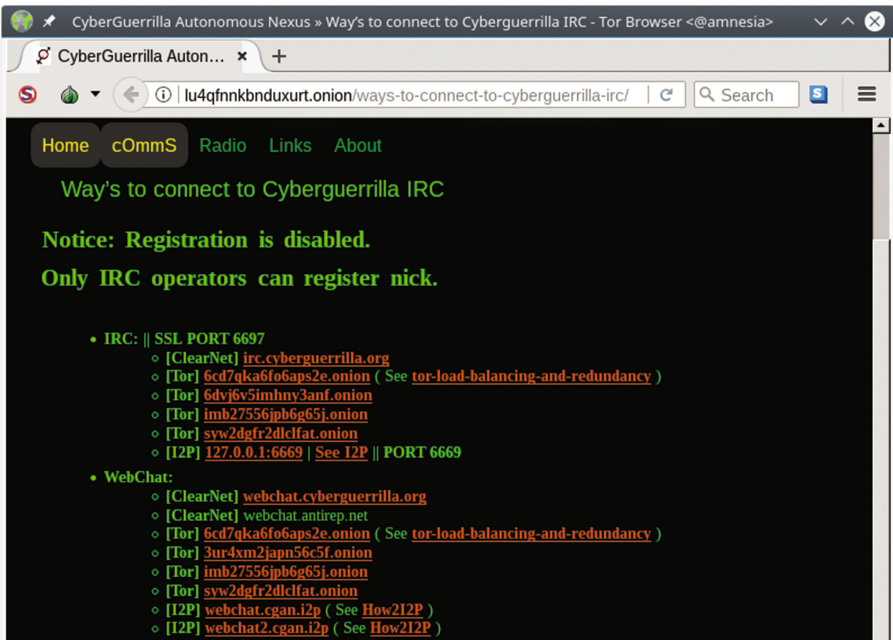 CyberGuerrilla Autonomous Nexus » Way's to connect to Cyberguerrilla IRC - Tor Browser <@amnesia>
CyberGuerrilla Auton... × +
lu4qfnnkbnduxurt.onion/ways-to-connect-to-cyberguerrilla-irc/ Search
Home cOmmS Radio Links About
Way's to connect to Cyberguerrilla IRC
Notice: Registration is disabled.
Only IRC operators can register nick.
• IRC: || SSL PORT 6697
[ClearNet] irc.cyberguerrilla.org
[Tor] 6cd7qka6fo6aps2e.onion ( See tor-load-balancing-and-redundancy )
[Tor] 6dvj6v5imhny3anf.onion
[Tor] imb27556jpb6g65j.onion
[Tor] syw2dgfr2dlclfat.onion
[I2P] 127.0.0.1:6669 | See I2P || PORT 6669
• WebChat:
[ClearNet] webchat.cyberguerrilla.org
[ClearNet] webchat.antirep.net
[Tor] 6cd7qka6fo6aps2e.onion ( See tor-load-balancing-and-redundancy )
[Tor] 3ur4xm2japn56c5f.onion
[Tor] imb27556jpb6g65j.onion
[Tor] syw2dgfr2dlclfat.onion
[I2P] webchat.cgan.i2p ( See How2I2P )
[I2P] webchat2.cgan.i2p ( See How2I2P )